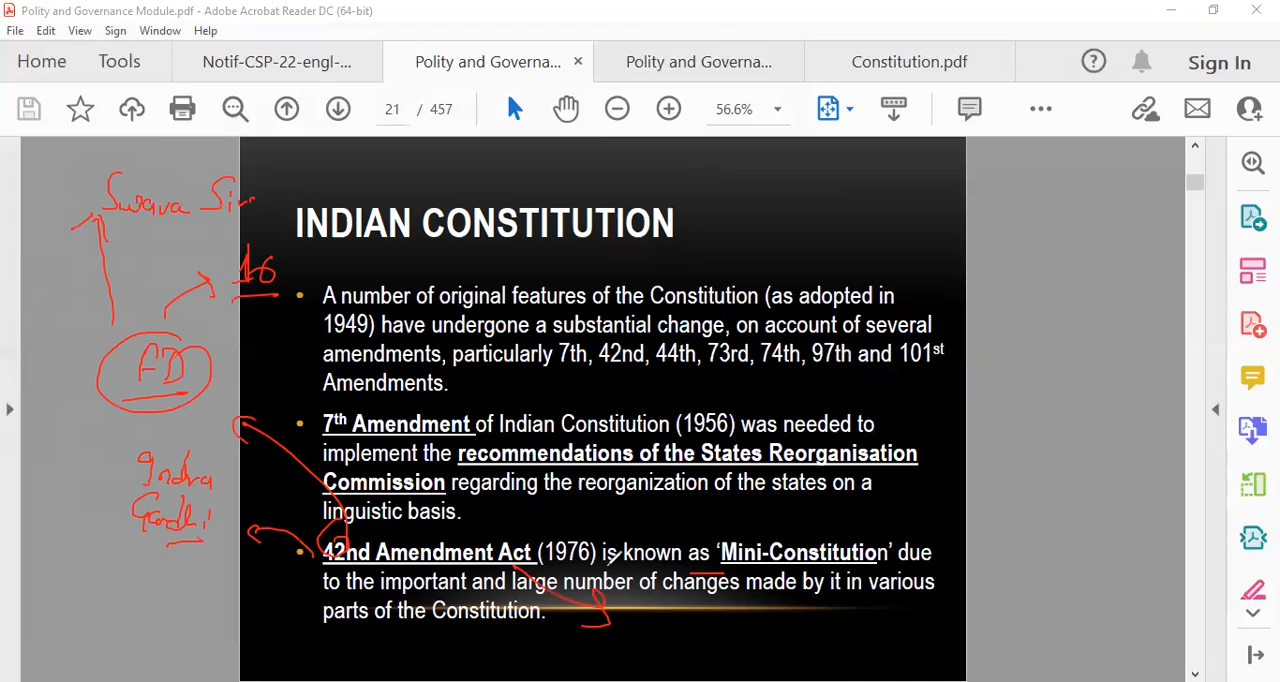 Polity and Governance Module.pdf - Adobe Acrobat Reader DC (64-bit)
File Edit View Sign Window Help
Home Tools Notif-CSP-22-engl-... Polity and Governa... × Polity and Governa... Constitution.pdf Sign In
21 / 457 56.6%
Swara
INDIAN CONSTITUTION
16
• A number of original features of the Constitution (as adopted in
1949) have undergone a substantial change, on account of several
amendments, particularly 7th, 42nd, 44th, 73rd, 74th, 97th and 101st
Amendments.
FD
• 7th Amendment of Indian Constitution (1956) was needed to
implement the recommendations of the States Reorganisation
Commission regarding the reorganization of the states on a
linguistic basis.
Indra
Gandhi
• 42nd Amendment Act (1976) is known as ‘Mini-Constitution’ due
to the important and large number of changes made by it in various
parts of the Constitution.